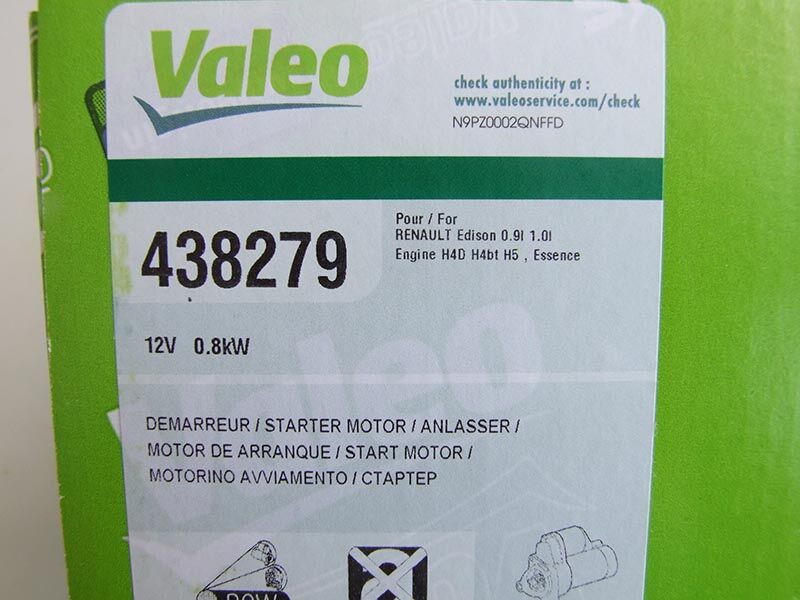 Valeo
check authenticity at :
www.valeoservice.com/check
N9PZ0002QNFFD
Pour / For
RENAULT Edison 0.9l 1.0l
Engine H4D H4bt H5 , Essence
438279
12V 0.8kW
DEMARREUR / STARTER MOTOR / ANLASSER /
MOTOR DE ARRANQUE / START MOTOR /
MOTORINO AVVIAMENTO / СТАРТЕР